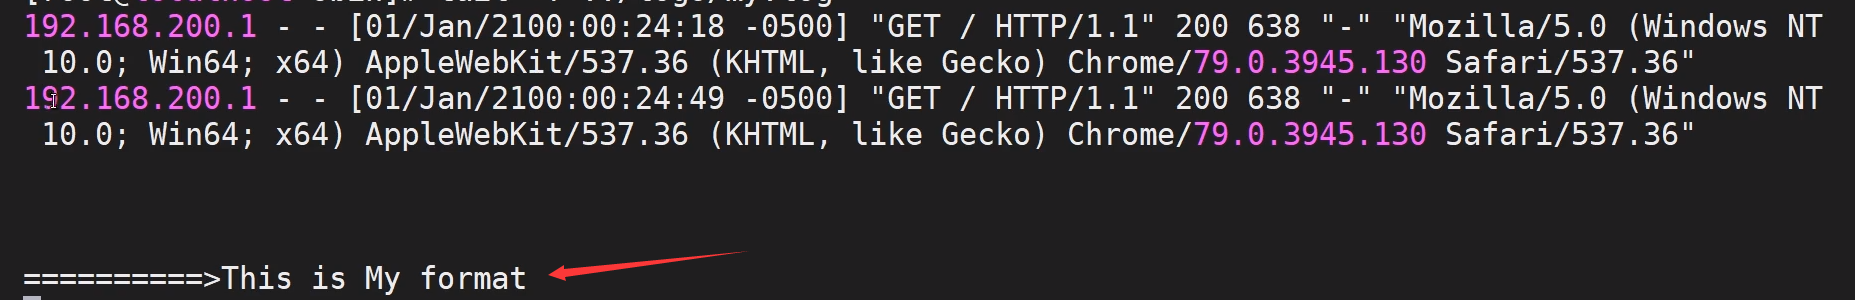 192.168.200.1 - - [01/Jan/2100:00:24:18 -0500] "GET / HTTP/1.1" 200 638 "-" "Mozilla/5.0 (Windows NT
10.0; Win64; x64) AppleWebKit/537.36 (KHTML, like Gecko) Chrome/79.0.3945.130 Safari/537.36"
192.168.200.1 - - [01/Jan/2100:00:24:49 -0500] "GET / HTTP/1.1" 200 638 "-" "Mozilla/5.0 (Windows NT
10.0; Win64; x64) AppleWebKit/537.36 (KHTML, like Gecko) Chrome/79.0.3945.130 Safari/537.36"
==========>This is My format